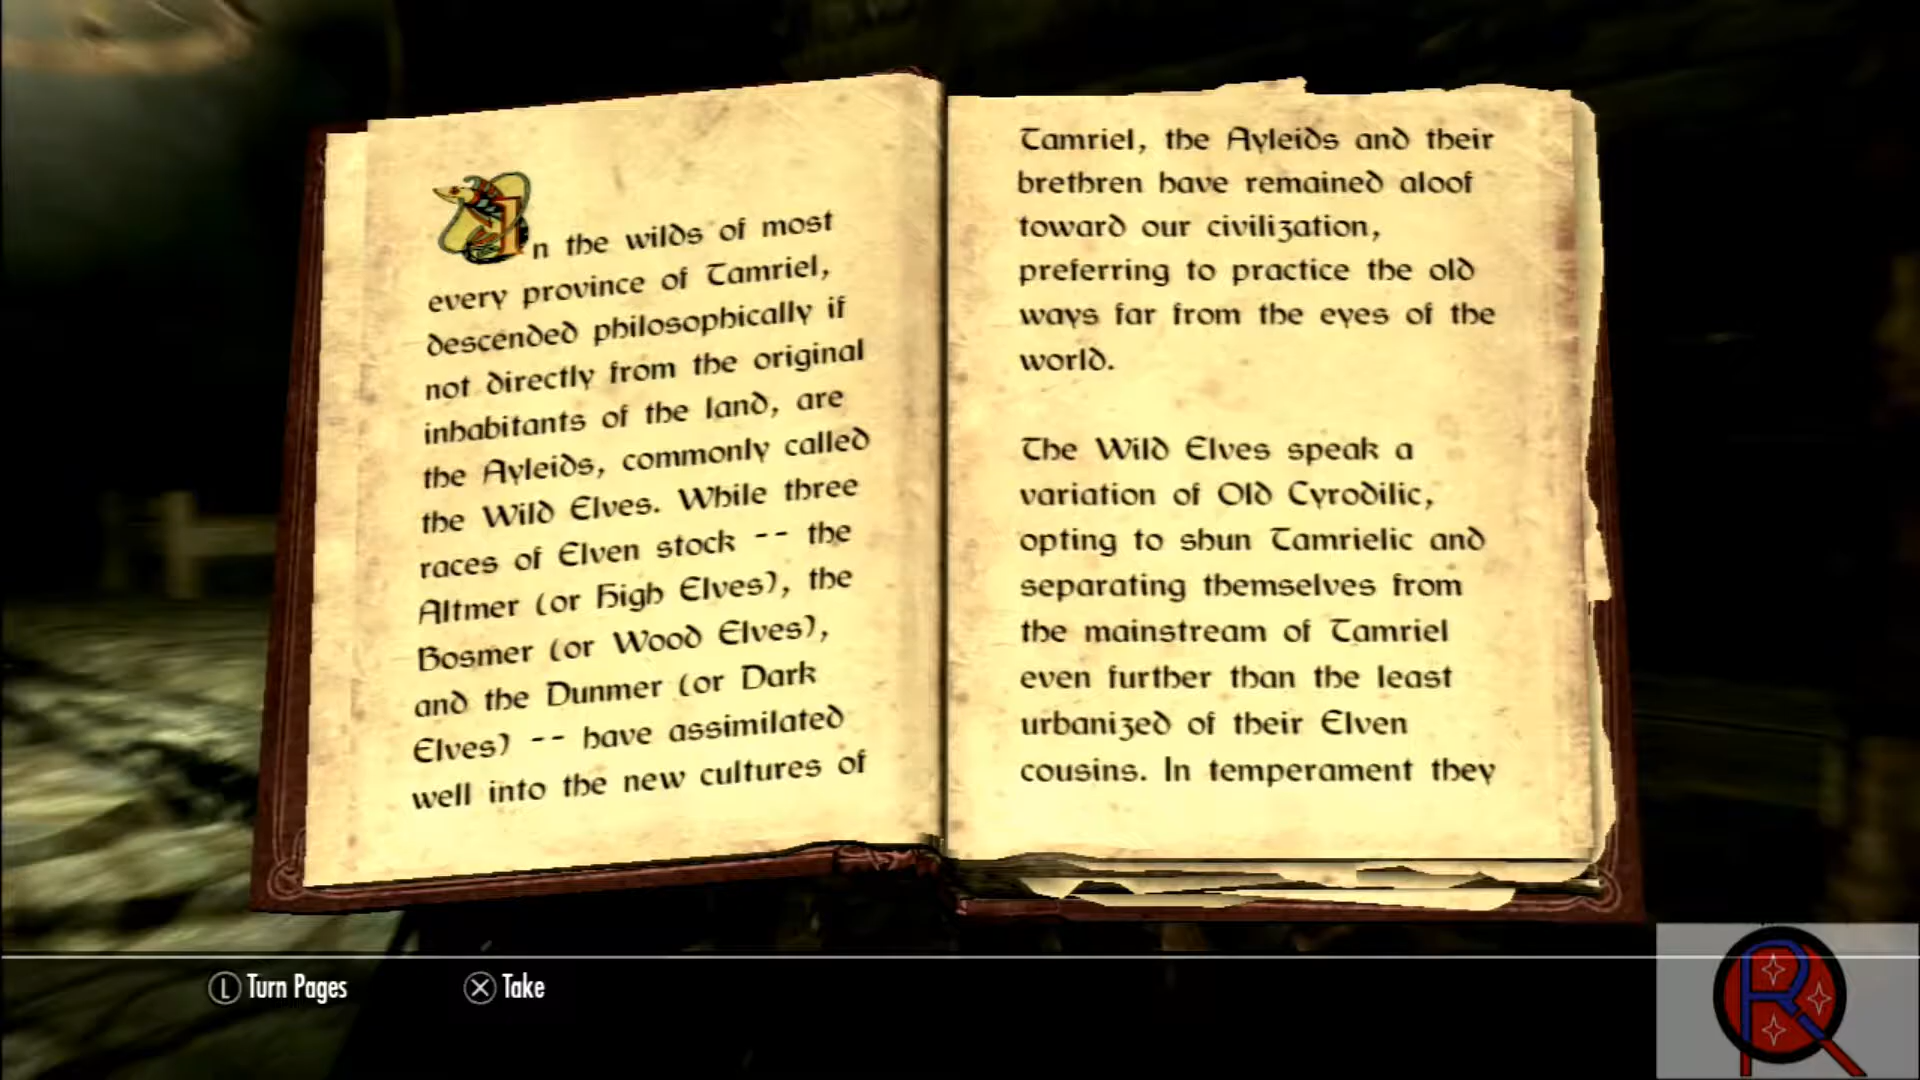 In the wilds of most
every province of Tamriel,
descended philosophically if
not directly from the original
inhabitants of the land, are
the Ayleids, commonly called
the Wild Elves. While three
races of Elven stock -- the
Altmer (or High Elves), the
Bosmer (or Wood Elves),
and the Dunmer (or Dark
Elves) -- have assimilated
well into the new cultures of
Tamriel, the Ayleids and their
brethren have remained aloof
toward our civilization,
preferring to practice the old
ways far from the eyes of the
world.
The Wild Elves speak a
variation of Old Cyrodilic,
opting to shun Tamrielic and
separating themselves from
the mainstream of Tamriel
even further than the least
urbanized of their Elven
cousins. In temperament they
L Turn Pages
X Take
R